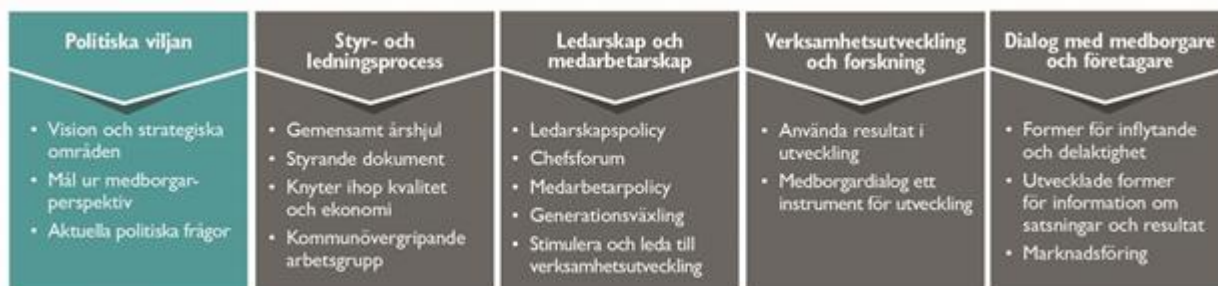 Politiska viljan
• Vision och strategiska
områden
• Mål ur medborgar-
perspektiv
• Aktuella politiska frågor
Styr- och
ledningsprocess
• Gemensamt årshjul
• Styrande dokument
• Knyter ihop kvalitet
och ekonomi
• Kommunövergripande
arbetsgrupp
Ledarskap och
medarbetarskap
• Ledarskapspolicy
• Chefsforum
• Medarbetarpolicy
• Generationsväxling
• Stimulera och leda till
verksamhetsutveckling
Verksamhetsutveckling
och forskning
• Använda resultat i
utveckling
• Medborgardialog ett
instrument för utveckling
Dialog med medborgare
och företagare
• Former för inflytande
och delaktighet
• Utvecklade former
för information om
satsningar och resultat
• Marknadsföring